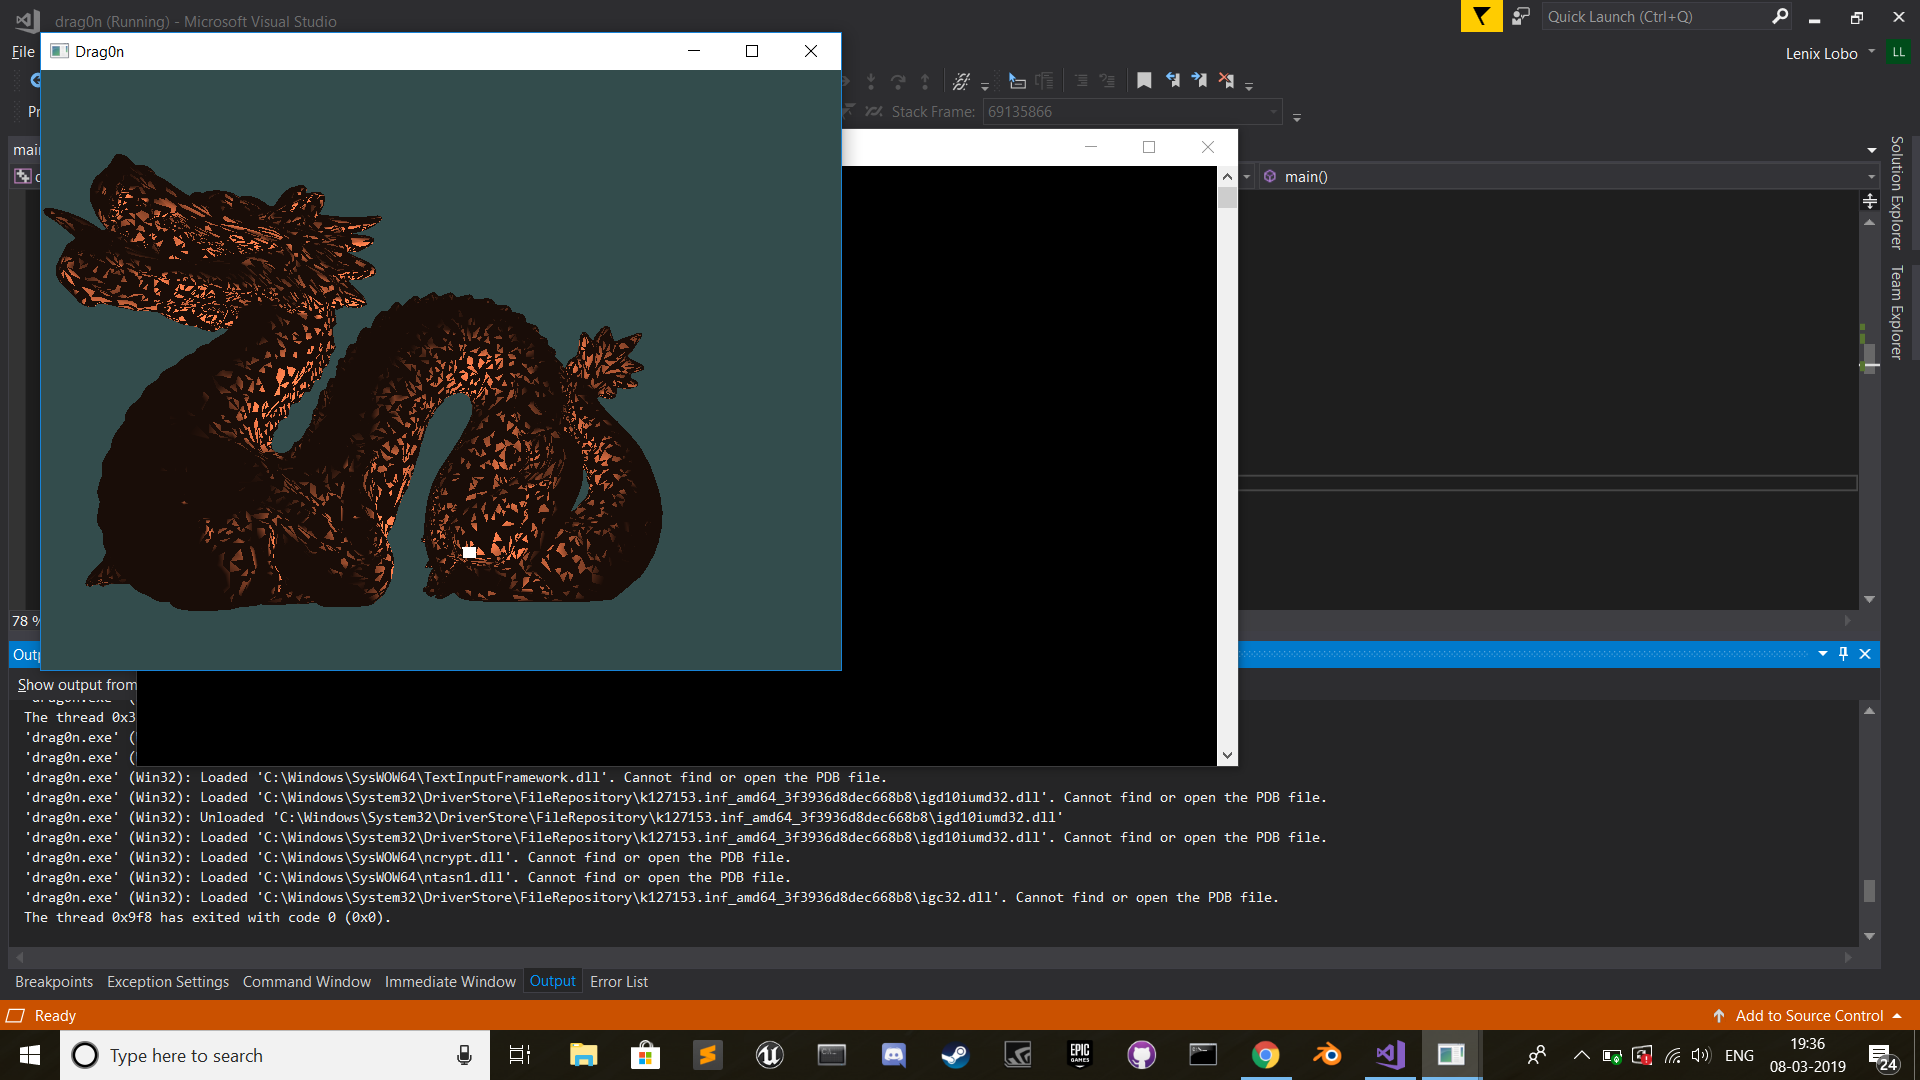 drag0n (Running) - Microsoft Visual Studio
Quick Launch (Ctrl+Q)
File
Drag0n
Lenix Lobo
LL
Stack Frame:
69135866
main()
Solution Explorer
Team Explorer
78 %
Show output from
The thread 0x3
'drag0n.exe' (
'drag0n.exe' (
'drag0n.exe' (Win32): Loaded 'C:\Windows\SysWOW64\TextInputFramework.dll'. Cannot find or open the PDB file.
'drag0n.exe' (Win32): Loaded 'C:\Windows\System32\DriverStore\FileRepository\k127153.inf_amd64_3f3936d8dec668b8\igd10iumd32.dll'. Cannot find or open the PDB file.
'drag0n.exe' (Win32): Unloaded 'C:\Windows\System32\DriverStore\FileRepository\k127153.inf_amd64_3f3936d8dec668b8\igd10iumd32.dll'
'drag0n.exe' (Win32): Loaded 'C:\Windows\System32\DriverStore\FileRepository\k127153.inf_amd64_3f3936d8dec668b8\igd10iumd32.dll'. Cannot find or open the PDB file.
'drag0n.exe' (Win32): Loaded 'C:\Windows\SysWOW64\ncrypt.dll'. Cannot find or open the PDB file.
'drag0n.exe' (Win32): Loaded 'C:\Windows\SysWOW64\ntasn1.dll'. Cannot find or open the PDB file.
'drag0n.exe' (Win32): Loaded 'C:\Windows\System32\DriverStore\FileRepository\k127153.inf_amd64_3f3936d8dec668b8\igc32.dll'. Cannot find or open the PDB file.
The thread 0x9f8 has exited with code 0 (0x0).
Breakpoints Exception Settings Command Window Immediate Window Output Error List
Ready
Add to Source Control
Type here to search
EPIC GAMES
ENG
19:36
08-03-2019
24